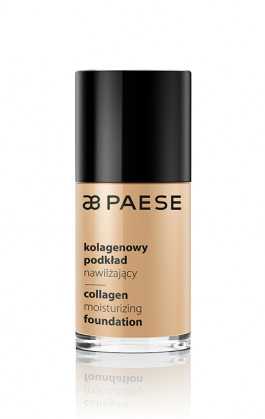 æ PAESE
kolagenowy
podkład
nawilżający
collagen
moisturizing
foundation